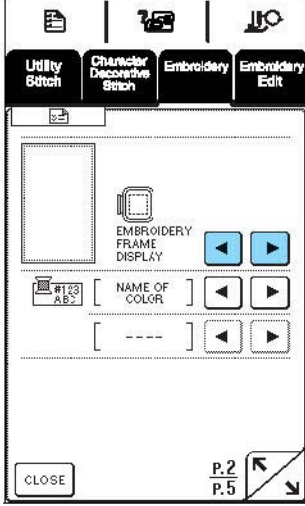 Utility
Stitch
Character
Decorative
Stitch
Embroidery
Embroidery
Edit
EMBROIDERY
FRAME
DISPLAY
#123
ABC
[ NAME OF
COLOR ]
[ ---- ]
CLOSE
P.2
P.5